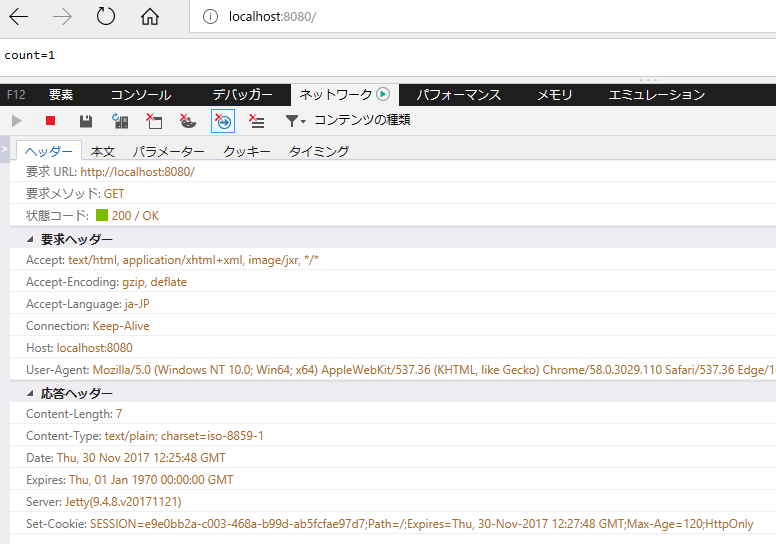 localhost:8080/
count=1
F12 要素 コンソール デバッガー ネットワーク パフォーマンス メモリ エミュレーション
コンテンツの種類
ヘッダー 本文 パラメーター クッキー タイミング
要求 URL: http://localhost:8080/
要求メソッド: GET
状態コード: 200 / OK
要求ヘッダー
Accept: text/html, application/xhtml+xml, image/jxr, */*
Accept-Encoding: gzip, deflate
Accept-Language: ja-JP
Connection: Keep-Alive
Host: localhost:8080
User-Agent: Mozilla/5.0 (Windows NT 10.0; Win64; x64) AppleWebKit/537.36 (KHTML, like Gecko) Chrome/58.0.3029.110 Safari/537.36 Edge/1
応答ヘッダー
Content-Length: 7
Content-Type: text/plain; charset=iso-8859-1
Date: Thu, 30 Nov 2017 12:25:48 GMT
Expires: Thu, 01 Jan 1970 00:00:00 GMT
Server: Jetty(9.4.8.v20171121)
Set-Cookie: SESSION=e9e0bb2a-c003-468a-b99d-ab5fcfae97d7;Path=/;Expires=Thu, 30-Nov-2017 12:27:48 GMT;Max-Age=120;HttpOnly